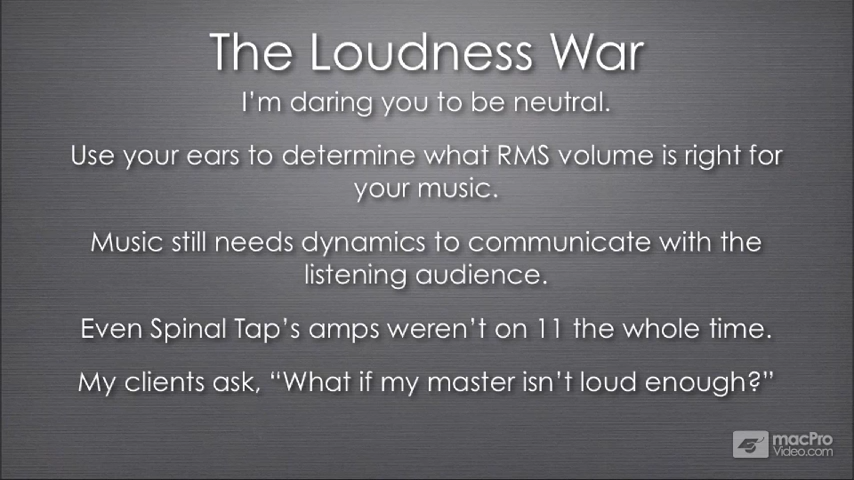 The Loudness War
I'm daring you to be neutral.
Use your ears to determine what RMS volume is right for
your music.
Music still needs dynamics to communicate with the
listening audience.
Even Spinal Tap's amps weren't on 11 the whole time.
My clients ask, “What if my master isn't loud enough?”
macPro
Video.com